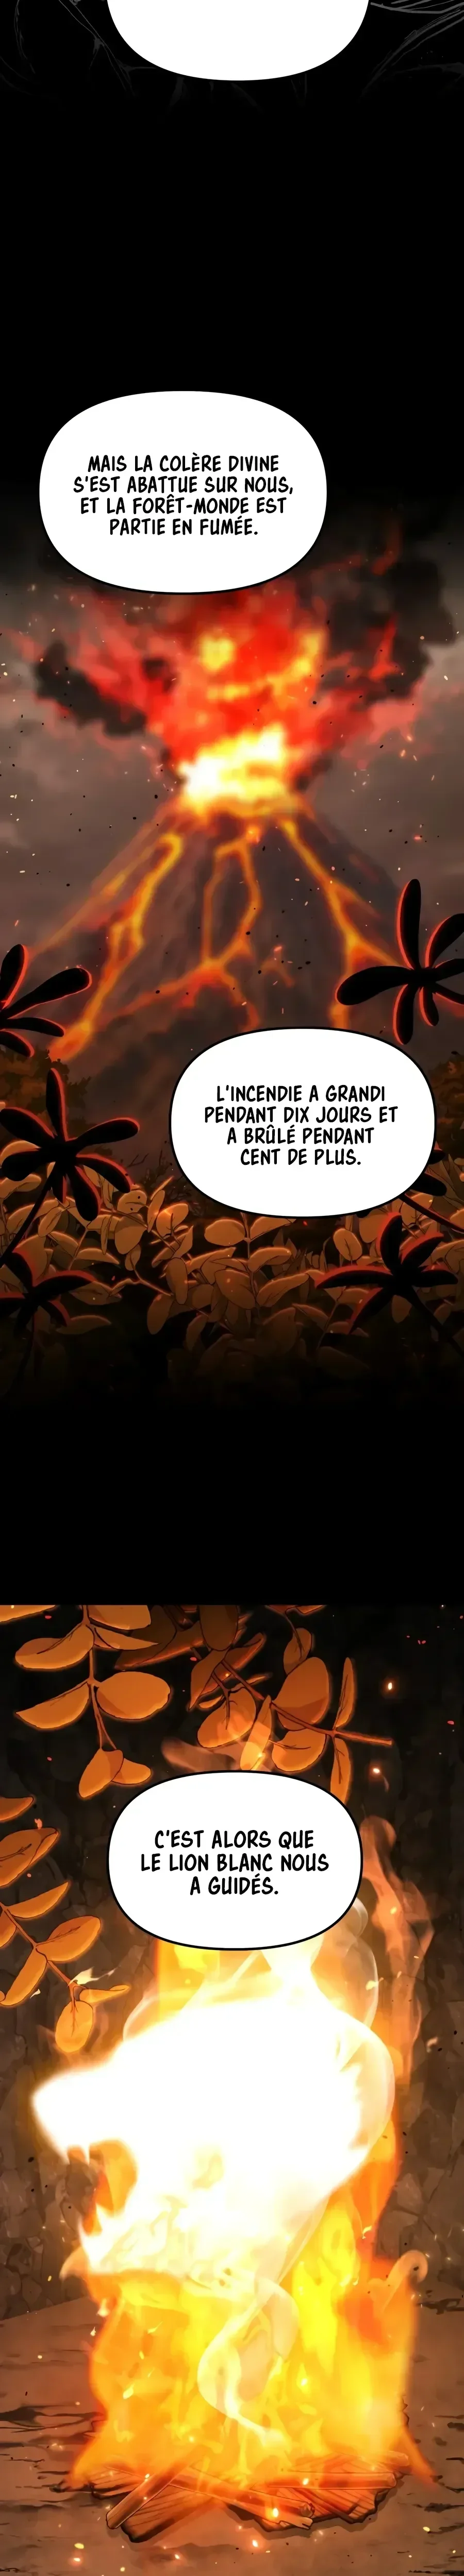 MAIS LA COLÈRE DIVINE
S'EST ABATTUE SUR NOUS,
ET LA FORÊT-MONDE EST
PARTIE EN FUMÉE.
L'INCENDIE A GRANDI
PENDANT DIX JOURS ET
A BRÛLÉ PENDANT
CENT DE PLUS.
C'EST ALORS QUE
LE LION BLANC NOUS
A GUIDÉS.